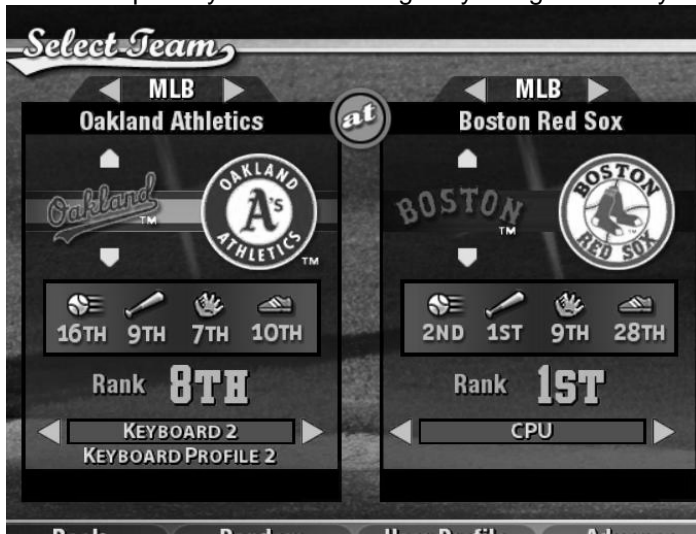 Select Team
MLB
Oakland Athletics
Oakland
TM
OAKLAND
A's
ATHLETICS
TM
16TH 9TH 7TH 10TH
Rank 8TH
KEYBOARD 2
KEYBOARD PROFILE 2
at
MLB
Boston Red Sox
BOSTON
TM
BOSTON
RED SOX
2ND 1ST 9TH 28TH
Rank 1ST
CPU